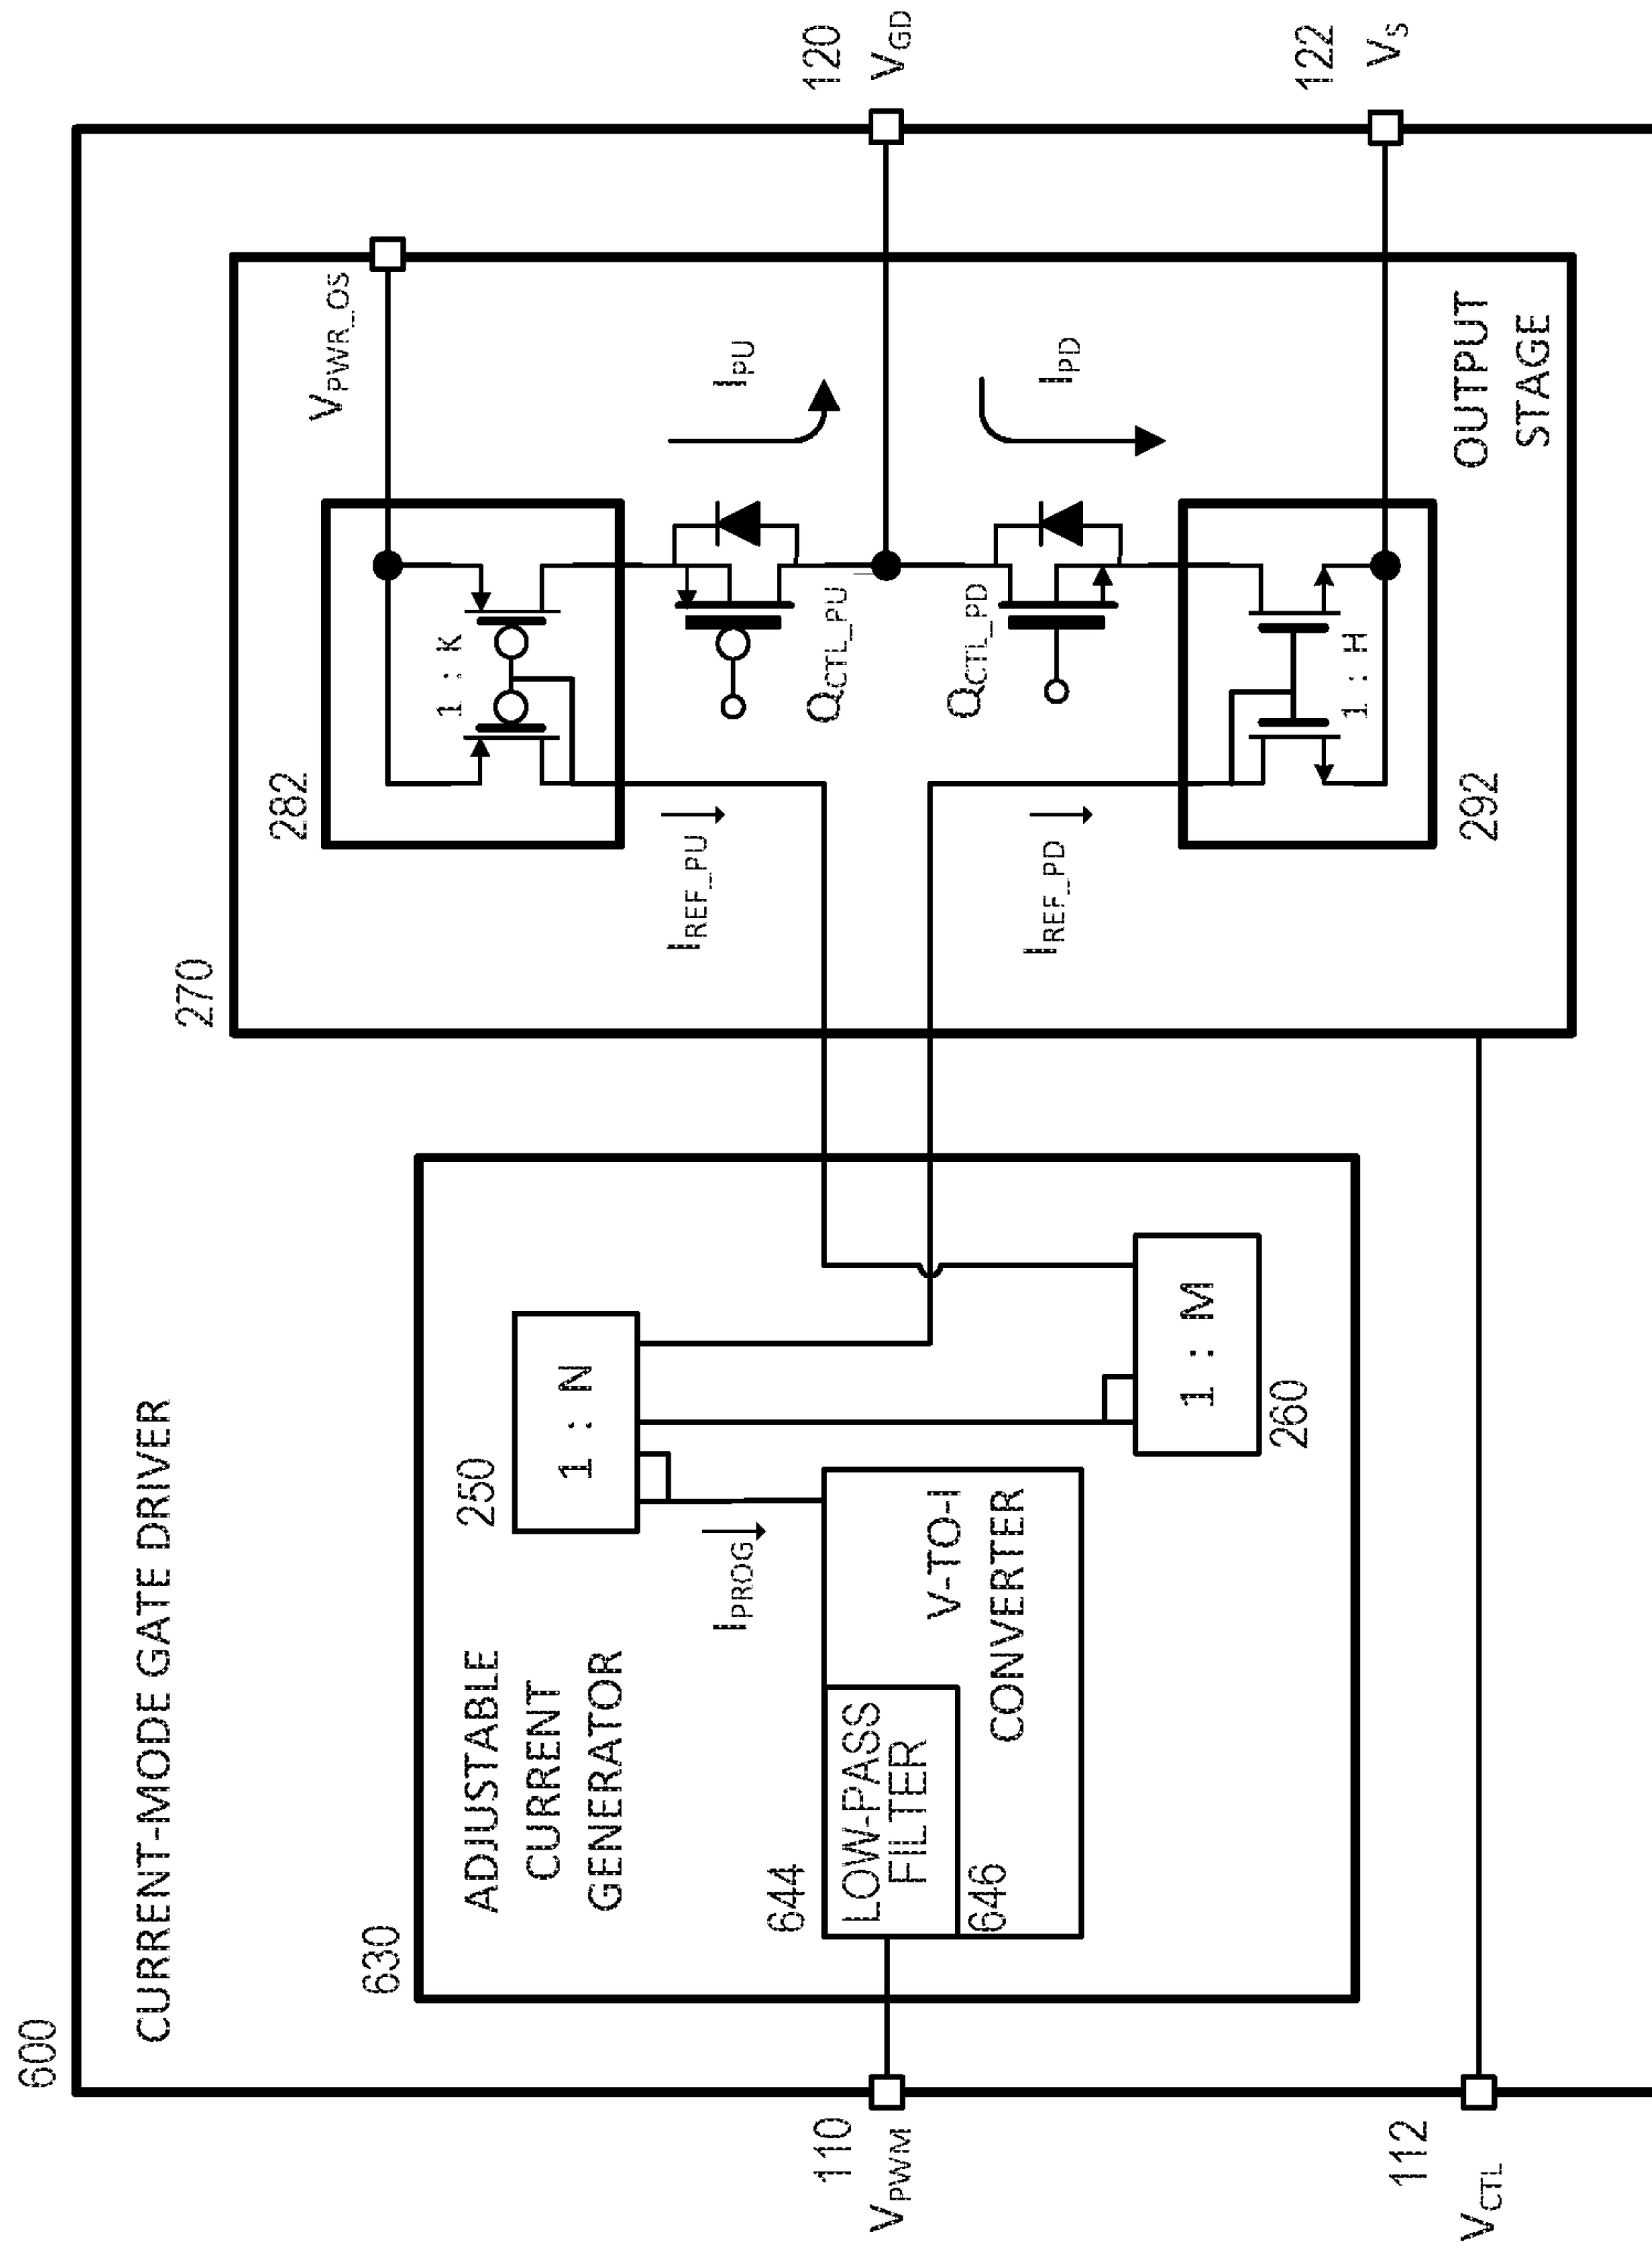 600
CURRENT-MODE GATE DRIVER
630
ADJUSTABLE
CURRENT
GENERATOR
250
1 : N
IPROG
644
LOW-PASS
FILTER
646
V-TO-I
CONVERTER
1 : M
260
110
VPWM
112
VCTL
270
282
1 : K
VPWR_OS
IREF_PU
IPU
QCTL_PU
QCTL_PD
IPD
IREF_PD
1 : H
292
OUTPUT
STAGE
120
VGD
122
VS